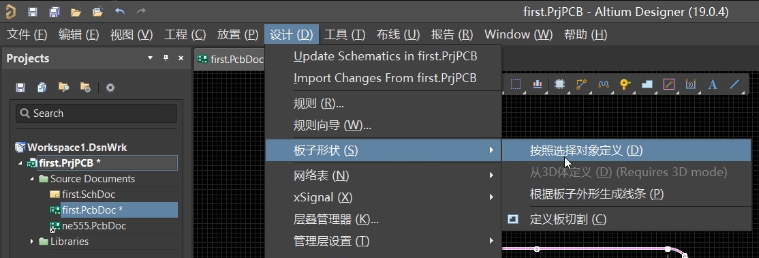 first.PrjPCB - Altium Designer (19.0.4)
文件 (F) 编辑 (E) 视图 (V) 工程 (C) 放置 (P) 设计 (D) 工具 (T) 布线 (U) 报告 (R) Window (W) 帮助 (H)
Projects
first.PcbDoc
Update Schematics in first.PrjPCB
Import Changes From first.PrjPCB
Search
规则 (R)...
规则向导 (W)...
Workspace1.DsnWrk
板子形状 (S)
按照选择对象定义 (D)
first.PrjPCB *
从3D体定义 (D) (Requires 3D mode)
Source Documents
网络表 (N)
first.SchDoc
xSignal (X)
根据板子外形生成线条 (P)
first.PcbDoc *
层叠管理器 (K)...
定义板切割 (C)
ne555.PcbDoc
管理层设置 (T)
Libraries